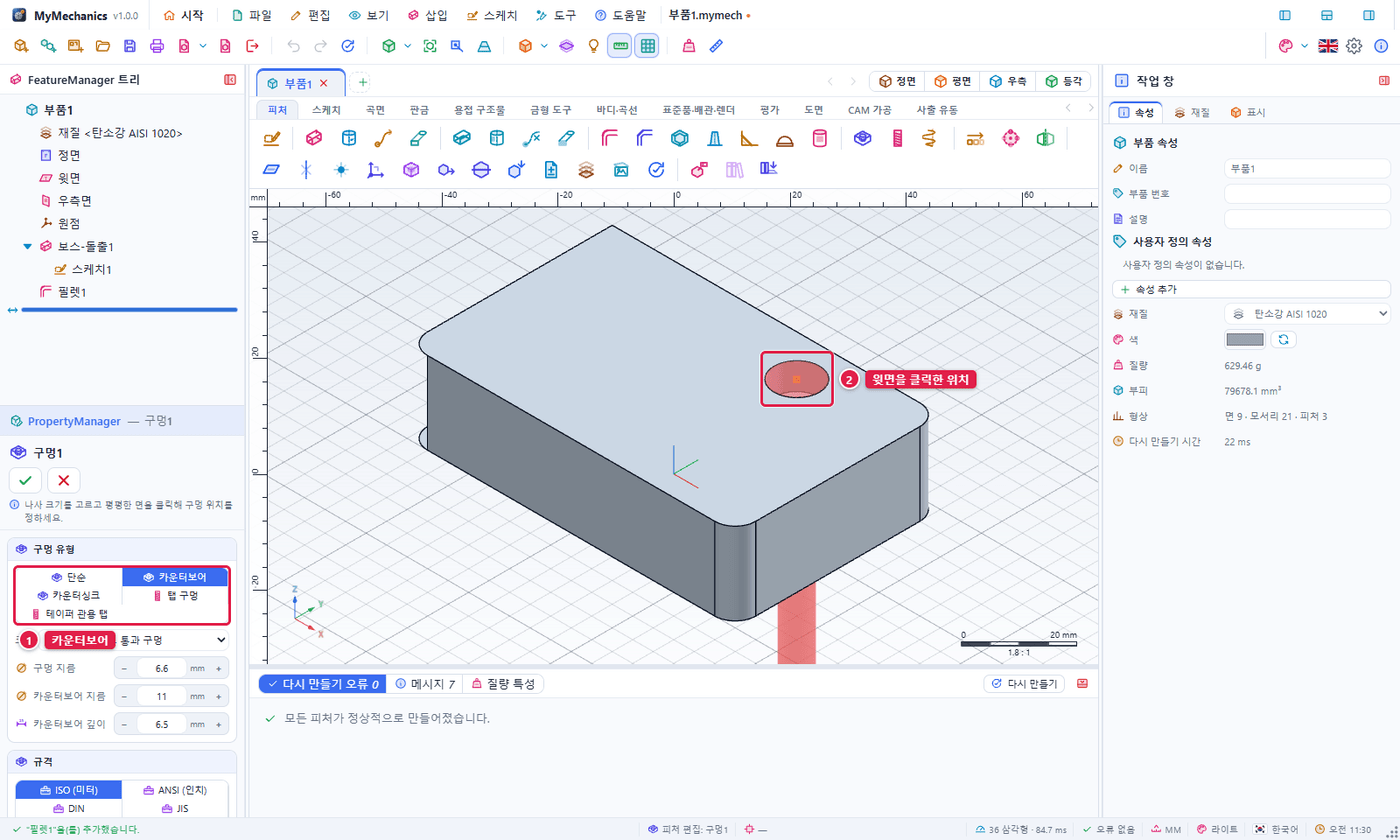 MyMechanics v1.0.0 시작 파일 편집 보기 삽입 스케치 도구 도움말 부품1.mymech
FeatureManager 트리
부품1
재질 <탄소강 AISI 1020>
정면
윗면
우측면
원점
보스-돌출1
스케치1
필렛1
PropertyManager — 구멍1
구멍1
나사 크기를 고르고 평평한 면을 클릭해 구멍 위치를
정하세요.
구멍 유형
단순 카운터보어
카운터싱크 탭 구멍
테이퍼 관용 탭
1 카운터보어 통과 구멍
구멍 지름 − 6.6 mm +
카운터보어 지름 − 11 mm +
카운터보어 깊이 − 6.5 mm +
규격
ISO (미터) ANSI (인치)
DIN JIS
부품1
정면 평면 우측 등각
피처 스케치 곡면 판금 용접 구조물 금형 도구 바디·곡선 표준품·배관·렌더 평가 도면 CAM 가공 사출 유동
mm -60 -40 -20 0 20 40 60
40
20
0
-20
2 윗면을 클릭한 위치
Z
Y
X
0 20 mm
1.8 : 1
다시 만들기 오류 0 메시지 7 질량 특성 다시 만들기
모든 피처가 정상적으로 만들어졌습니다.
작업 창
속성 재질 표시
부품 속성
이름 부품1
부품 번호
설명
사용자 정의 속성
사용자 정의 속성이 없습니다.
+ 속성 추가
재질 탄소강 AISI 1020
색
질량 629.46 g
부피 79678.1 mm³
형상 면 9 · 모서리 21 · 피처 3
다시 만들기 시간 22 ms
"필렛1"을(를) 추가했습니다. 피처 편집: 구멍1 — 36 삼각형 · 84.7 ms 오류 없음 MM 라이트 한국어 오전 11:30